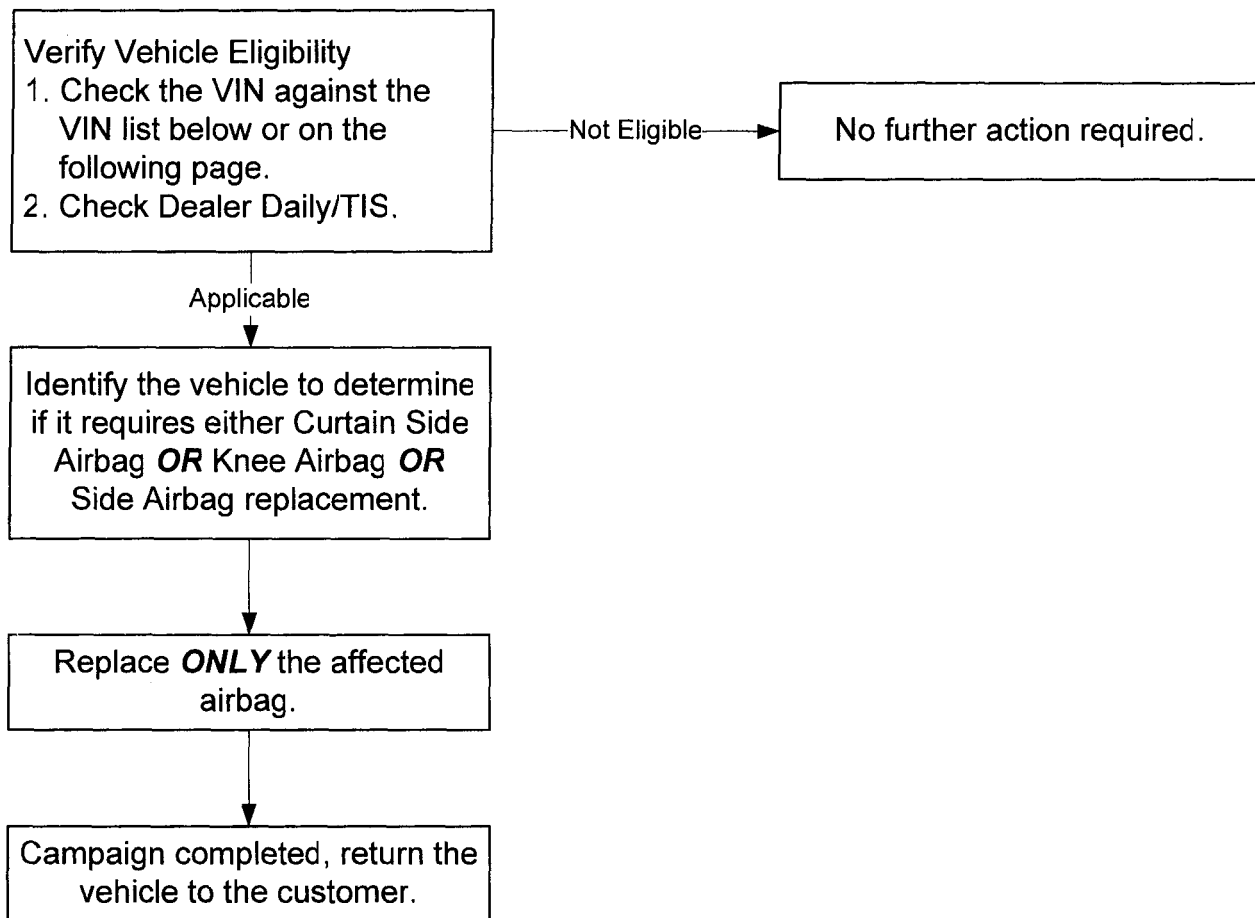 Verify Vehicle Eligibility
1. Check the VIN against the
VIN list below or on the
following page.
2. Check Dealer Daily/TIS.
Not Eligible
No further action required.
Applicable
Identify the vehicle to determine
if it requires either Curtain Side
Airbag OR Knee Airbag OR
Side Airbag replacement.
Replace ONLY the affected
airbag.
Campaign completed, return the
vehicle to the customer.